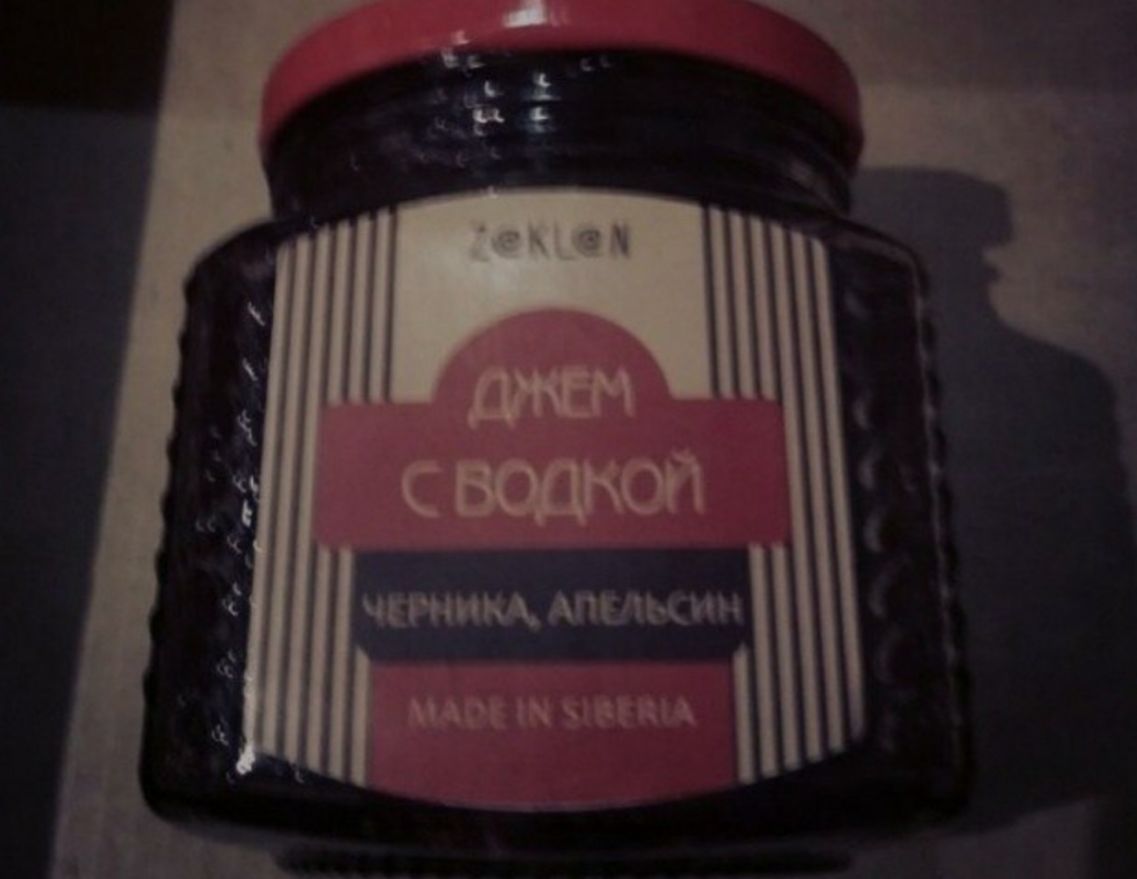 Z@KL@N
ДЖЕМ
С ВОДКОЙ
ЧЕРНИКА, АПЕЛЬСИН
MADE IN SIBERIA